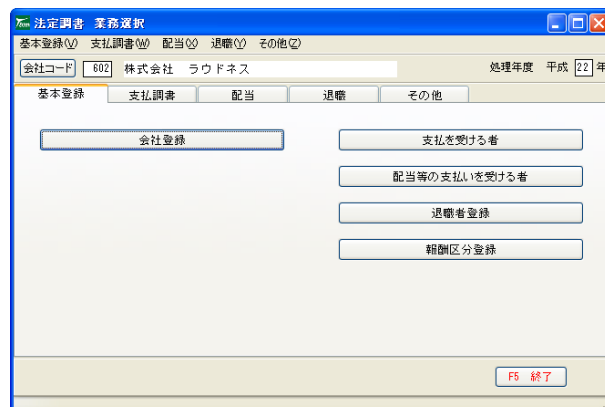 法定調書 業務選択
基本登録(V) 支払調書(W) 配当(X) 退職(Y) その他(Z)
会社コード 602 株式会社 ラウドネス 処理年度 平成 22 年
基本登録 支払調書 配当 退職 その他
会社登録 支払を受ける者
配当等の支払いを受ける者
退職者登録
報酬区分登録
F5 終了